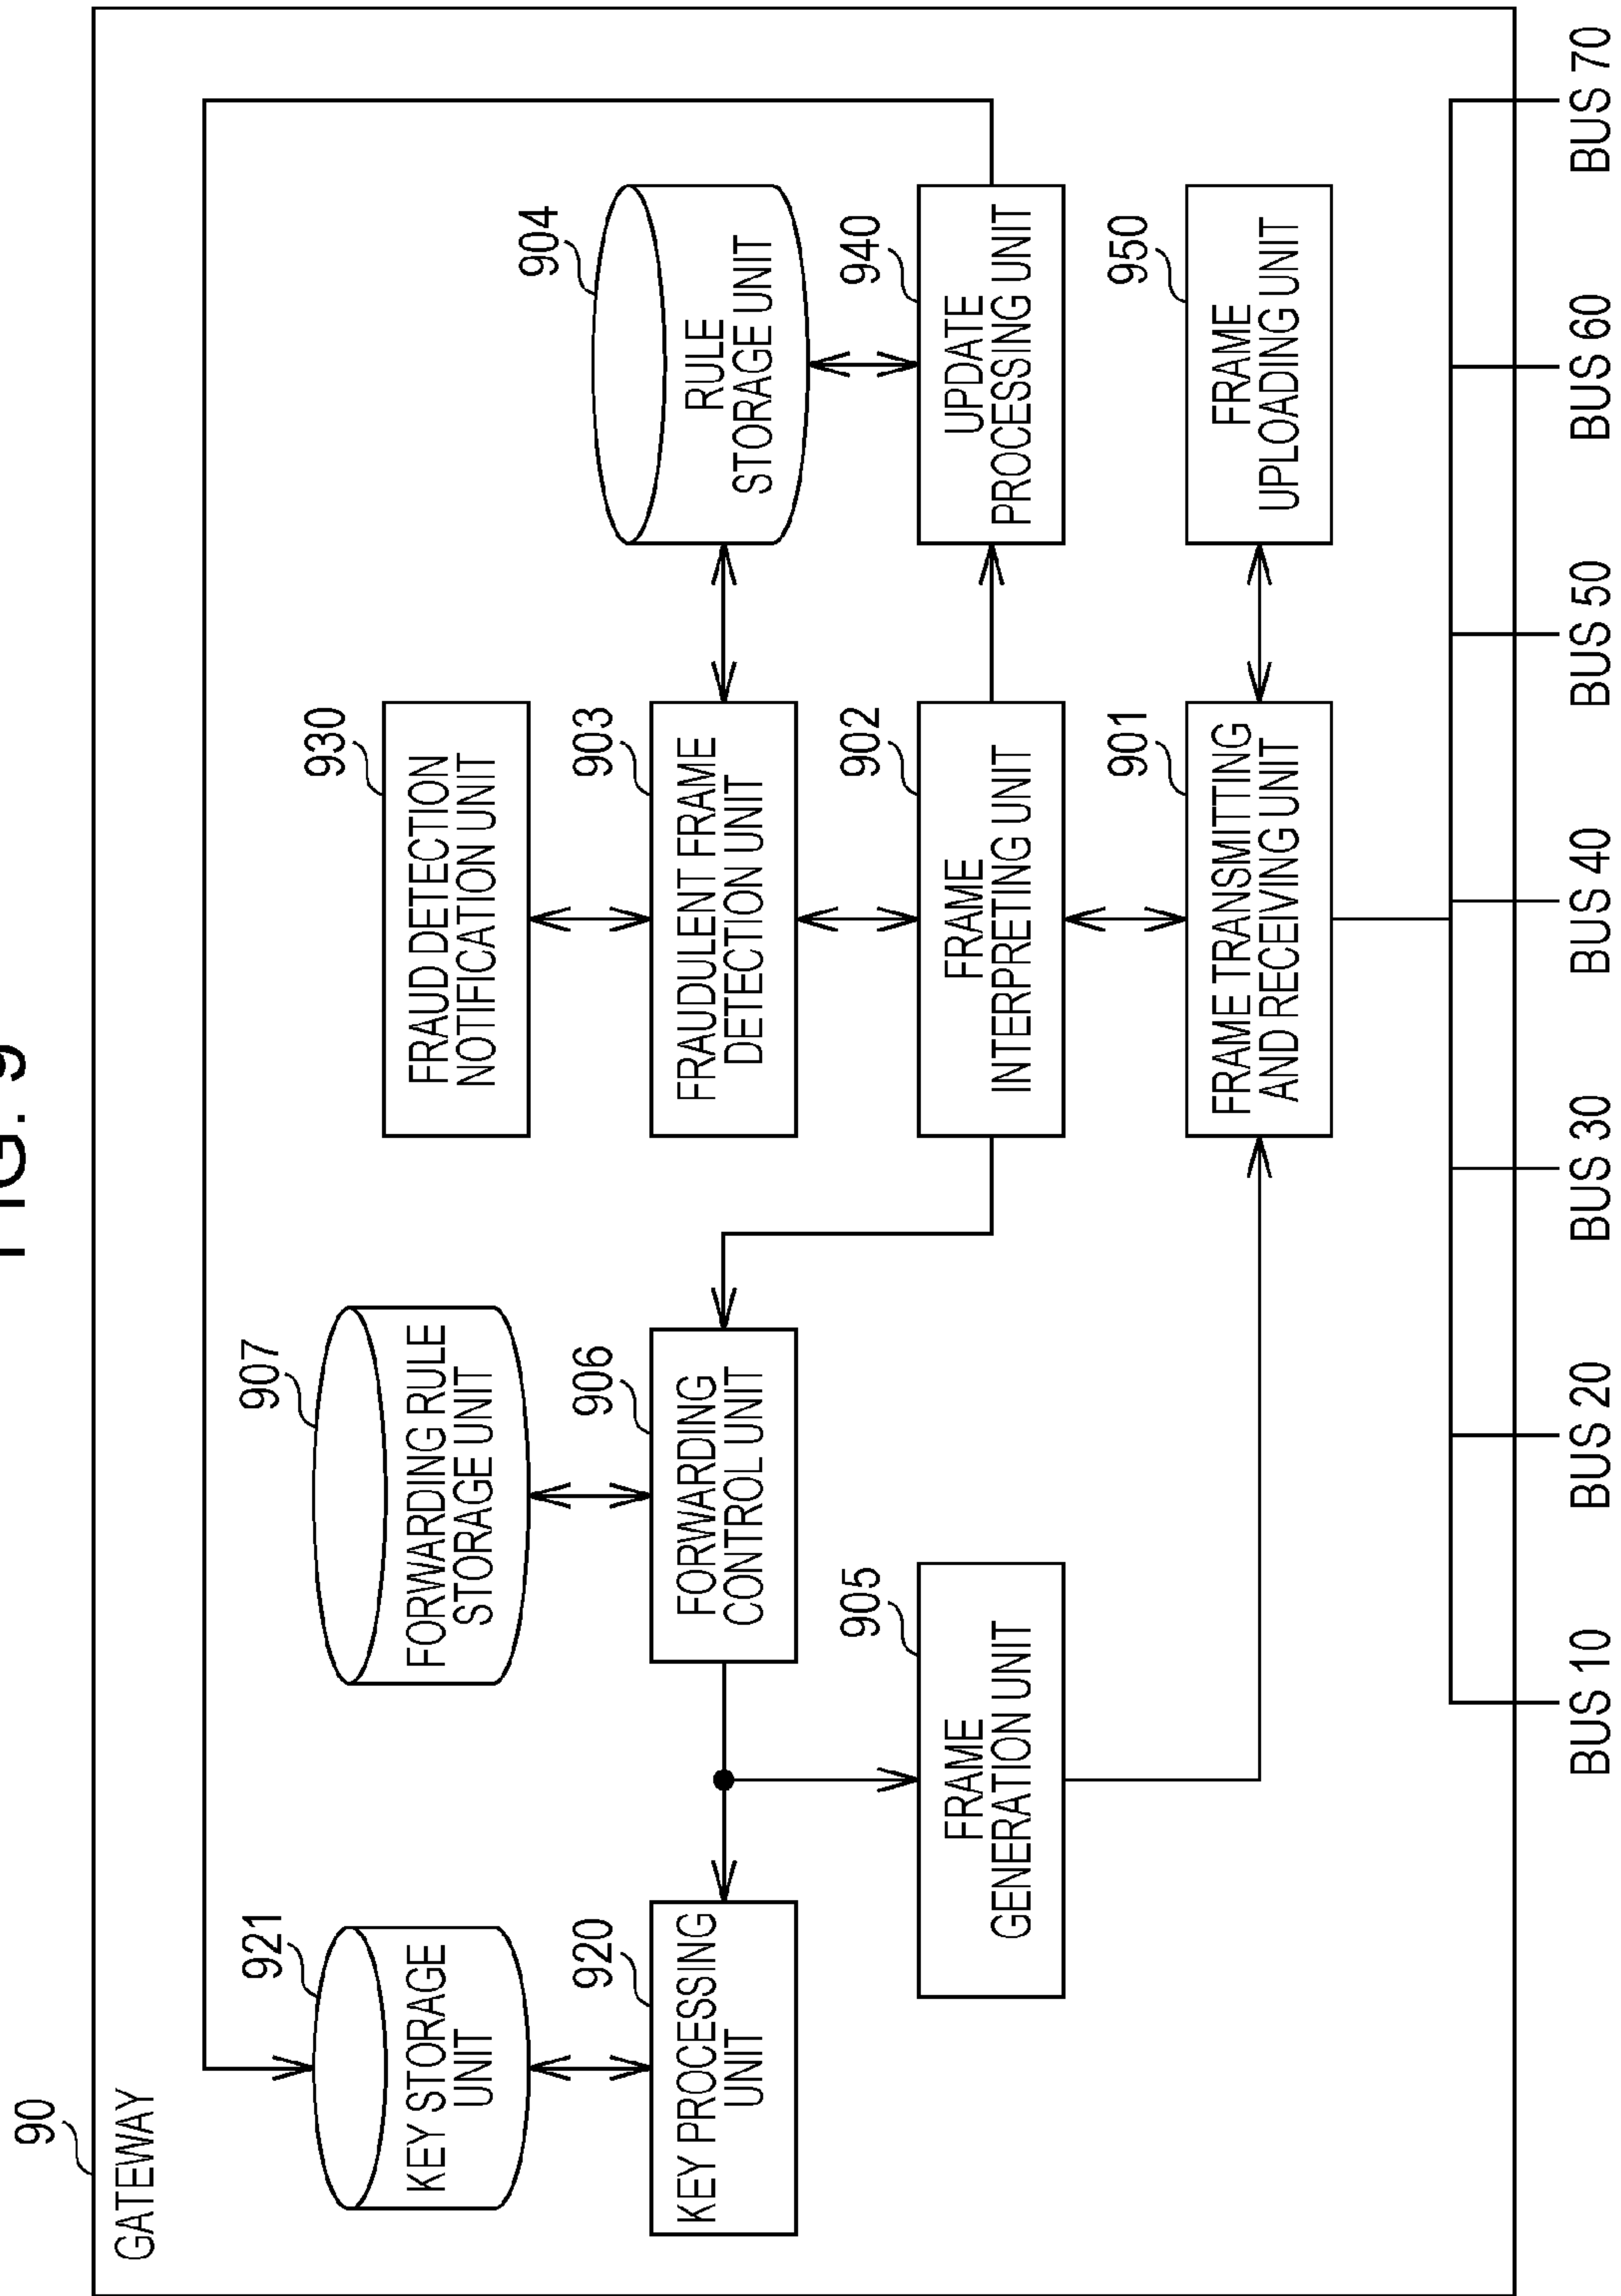 FIG. 9
90
GATEWAY
921
KEY STORAGE
UNIT
907
FORWARDING RULE
STORAGE UNIT
930
FRAUD DETECTION
NOTIFICATION UNIT
904
RULE
STORAGE UNIT
920
KEY PROCESSING
UNIT
906
FORWARDING
CONTROL UNIT
903
FRAUDULENT FRAME
DETECTION UNIT
905
FRAME
GENERATION UNIT
902
FRAME
INTERPRETING UNIT
940
UPDATE
PROCESSING UNIT
901
FRAME TRANSMITTING
AND RECEIVING UNIT
950
FRAME
UPLOADING UNIT
BUS 10
BUS 20
BUS 30
BUS 40
BUS 50
BUS 60
BUS 70